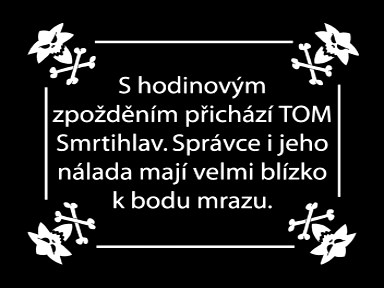 S hodinovým
zpožděním přichází TOM
Smrtihlav. Správce i jeho
nálada mají velmi blízko
k bodu mrazu.